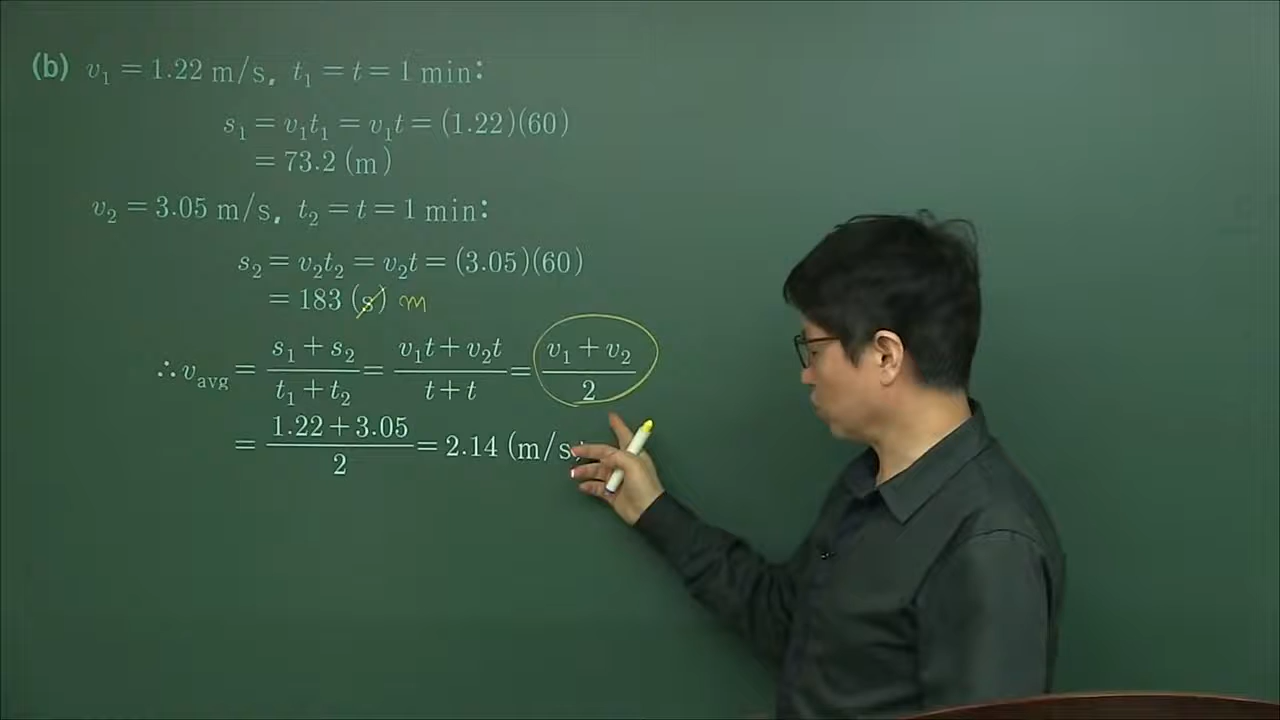 (b) v₁ = 1.22 m/s, t₁ = t = 1 min:
s₁ = v₁t₁ = v₁t = (1.22)(60)
= 73.2 (m)
v₂ = 3.05 m/s, t₂ = t = 1 min:
s₂ = v₂t₂ = v₂t = (3.05)(60)
= 183 (s) m
∴ v_avg = (s₁ + s₂)/(t₁ + t₂) = (v₁t + v₂t)/(t + t) = (v₁ + v₂)/2
= (1.22 + 3.05)/2 = 2.14 (m/s)